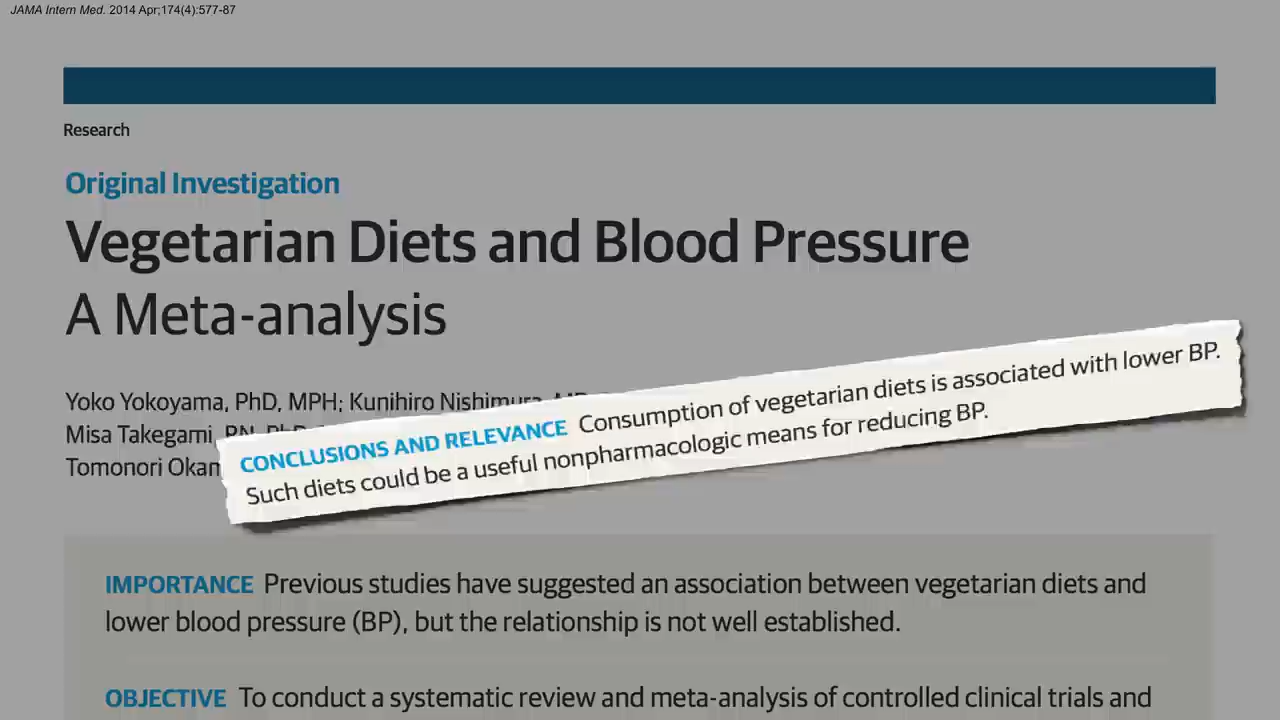 JAMA Intern Med. 2014 Apr;174(4):577-87
Research
Original Investigation
Vegetarian Diets and Blood Pressure
A Meta-analysis
Yoko Yokoyama, PhD, MPH; Kunihiro Nishimura,
Misa Takegami, RN, PhD
Tomonori
CONCLUSIONS AND RELEVANCE Consumption of vegetarian diets is associated with lower BP.
Such diets could be a useful nonpharmacologic means for reducing BP.
IMPORTANCE Previous studies have suggested an association between vegetarian diets and
lower blood pressure (BP), but the relationship is not well established.
OBJECTIVE To conduct a systematic review and meta-analysis of controlled clinical trials and